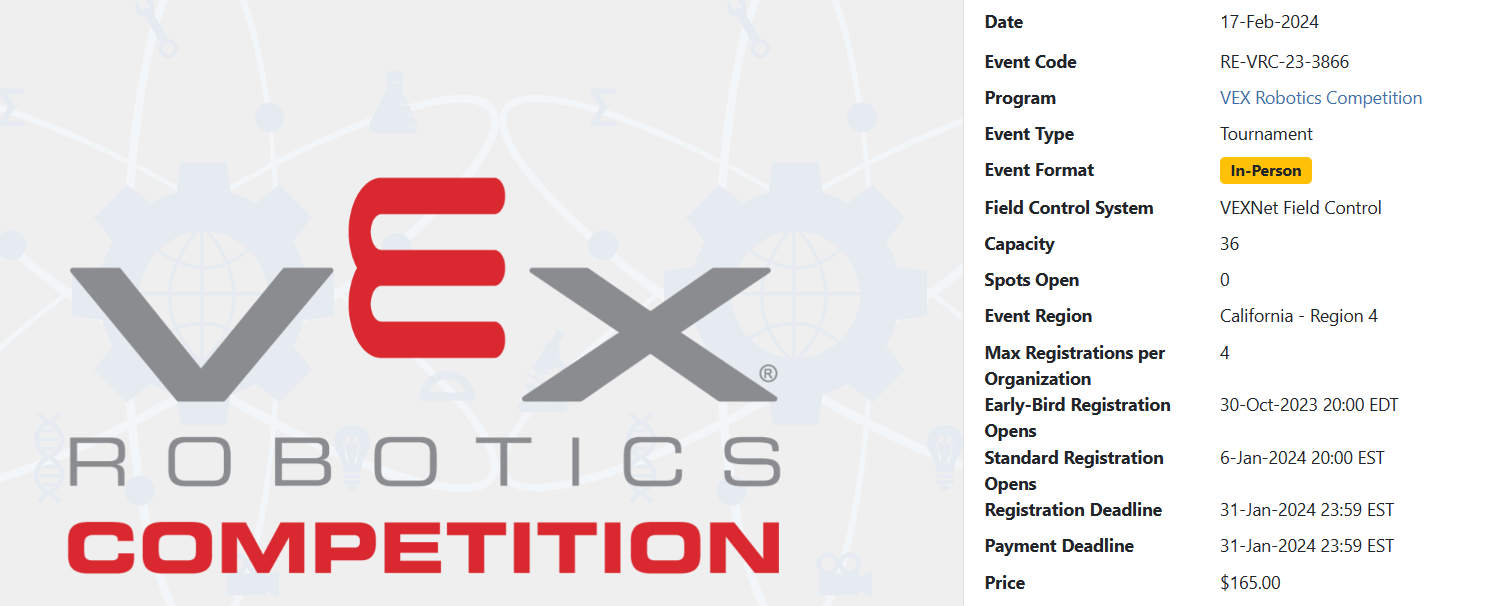 VEX®
ROBOTICS
COMPETITION
Date 17-Feb-2024
Event Code RE-VRC-23-3866
Program VEX Robotics Competition
Event Type Tournament
Event Format In-Person
Field Control System VEXNet Field Control
Capacity 36
Spots Open 0
Event Region California - Region 4
Max Registrations per 4
Organization
Early-Bird Registration 30-Oct-2023 20:00 EDT
Opens
Standard Registration 6-Jan-2024 20:00 EST
Opens
Registration Deadline 31-Jan-2024 23:59 EST
Payment Deadline 31-Jan-2024 23:59 EST
Price $165.00
Σ
Σ